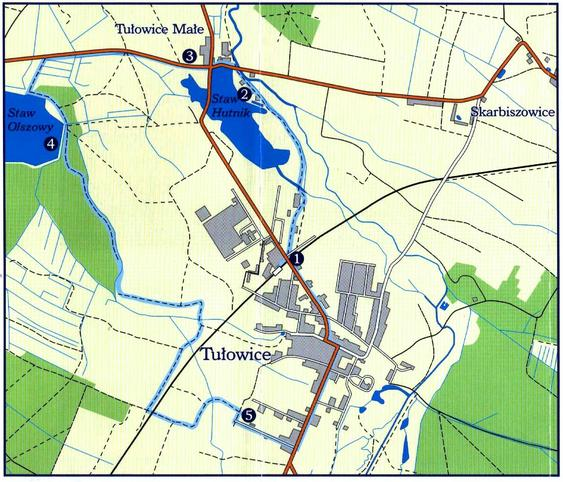 Tułowice Małe
3
2
Staw
Hutnik
Skarbiszowice
Staw
Olszowy
4
1
Tułowice
5